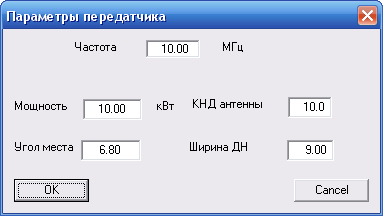 Параметры передатчика
Частота 10.00 МГц
Мощность 10.00 кВт КНД антенны 10.0
Угол места 6.80 Ширина ДН 9.00
OK Cancel